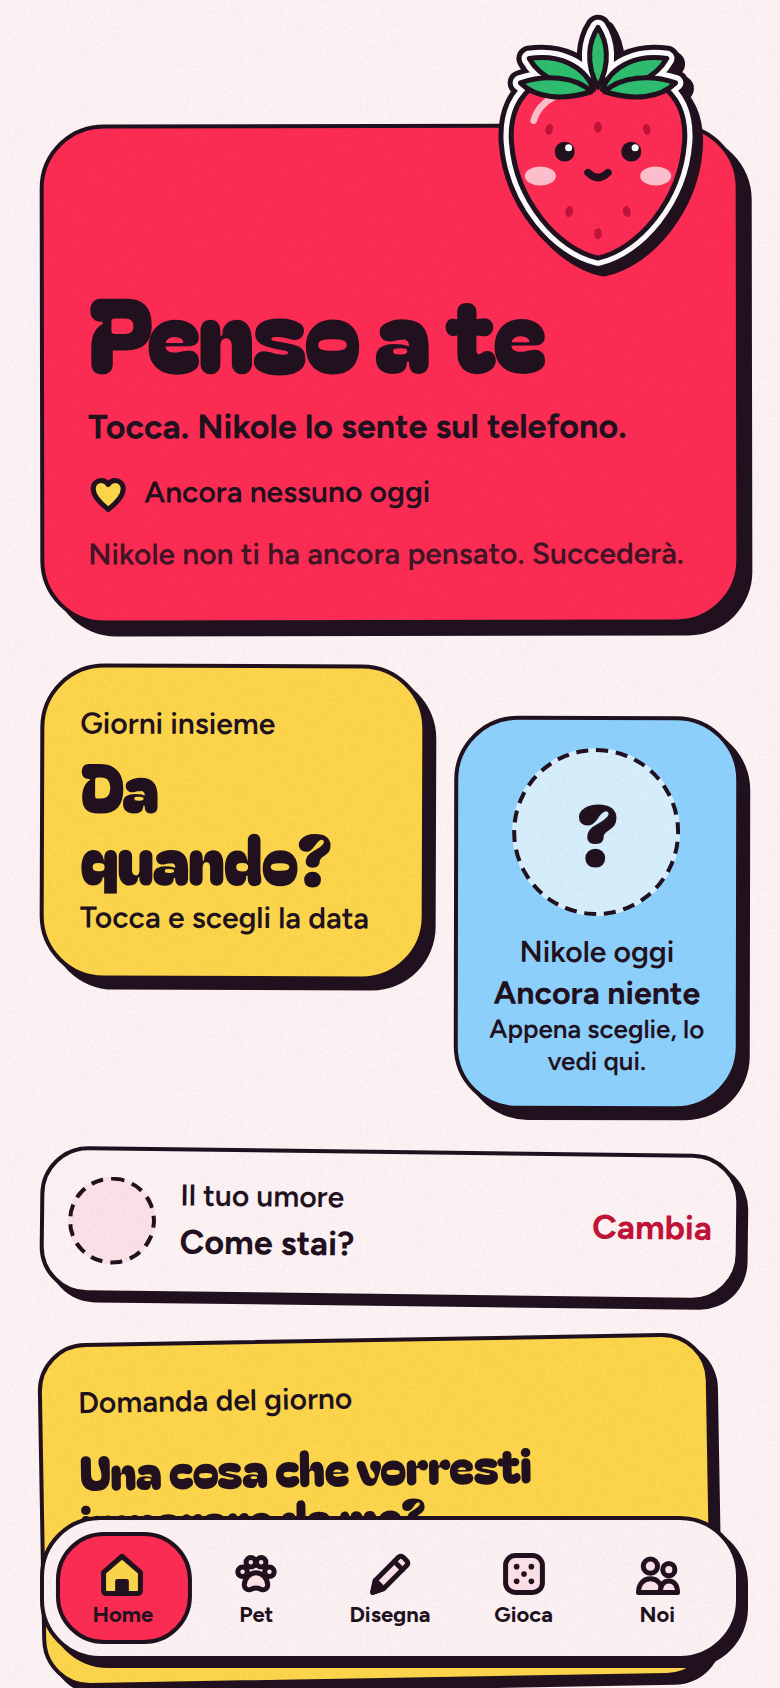 Penso a te
Tocca. Nikole lo sente sul telefono.
Ancora nessuno oggi
Nikole non ti ha ancora pensato. Succederà.
Giorni insieme
Da
quando?
Tocca e scegli la data
?
Nikole oggi
Ancora niente
Appena sceglie, lo
vedi qui.
Il tuo umore
Come stai?
Cambia
Domanda del giorno
Una cosa che vorresti
da me?
Home
Pet
Disegna
Gioca
Noi